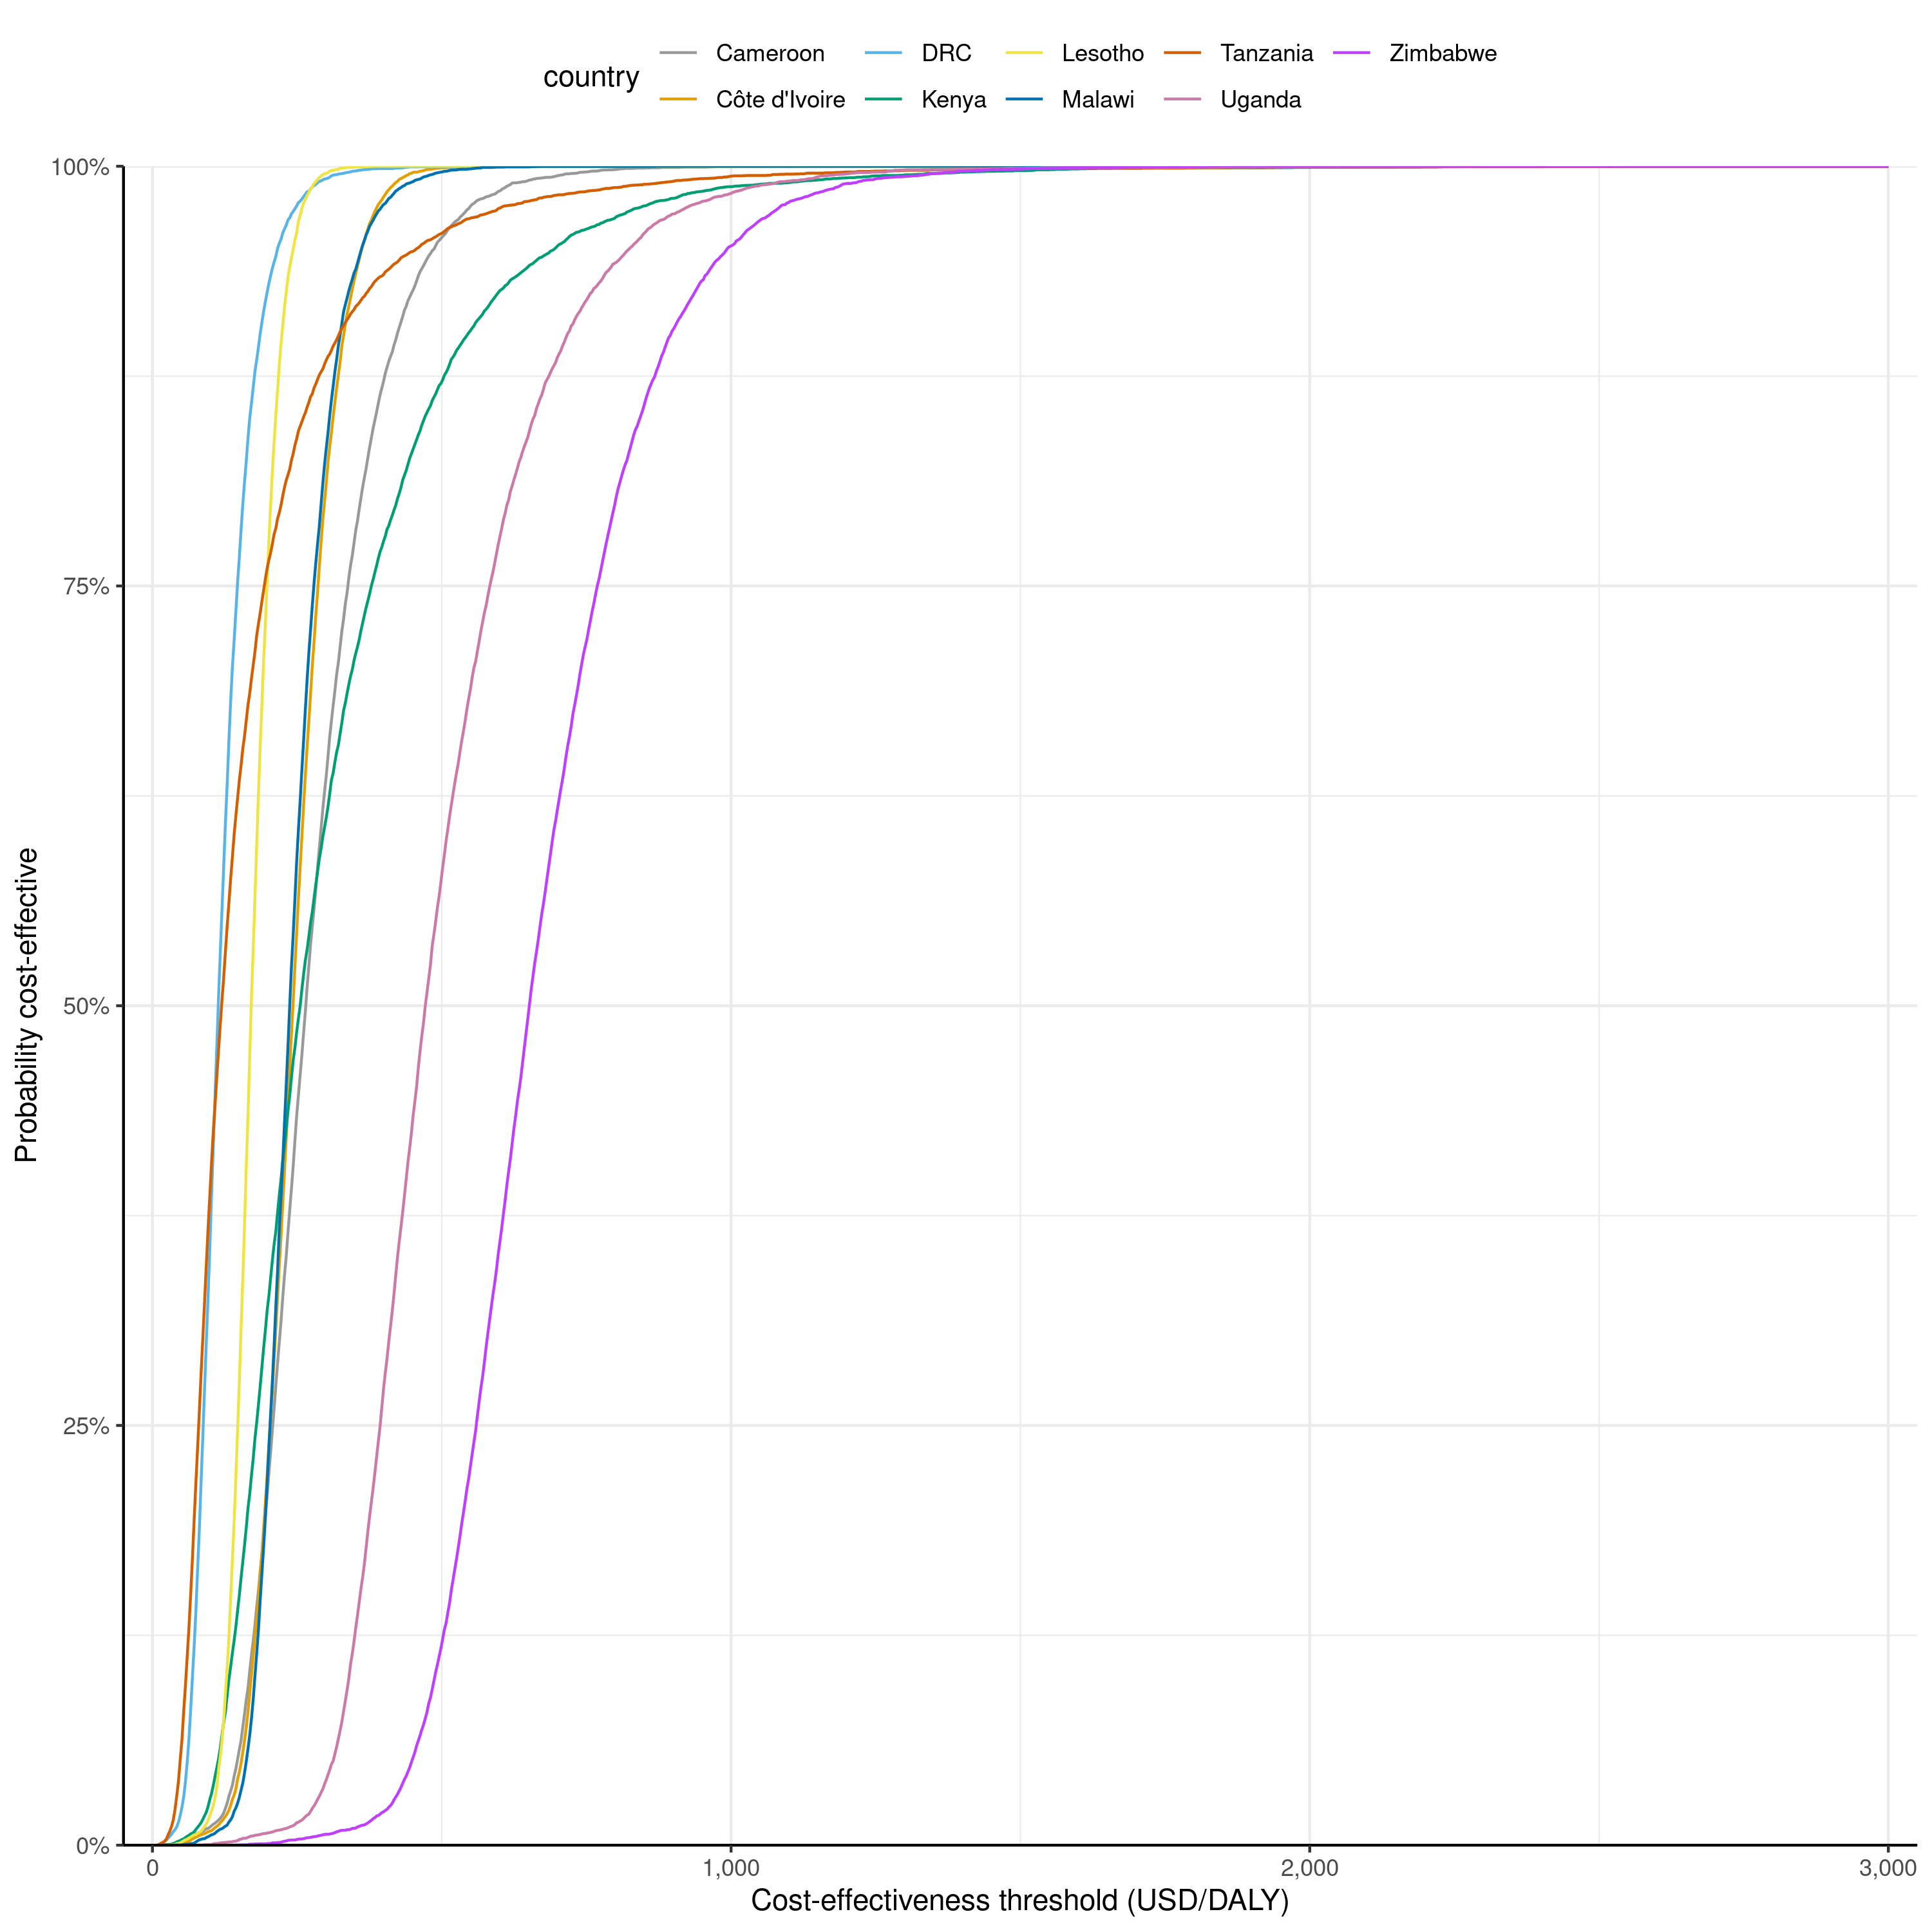 country
Cameroon
DRC
Lesotho
Tanzania
Zimbabwe
Côte d'Ivoire
Kenya
Malawi
Uganda
100%
75%
50%
25%
0%
Probability cost-effective
0
1,000
2,000
3,000
Cost-effectiveness threshold (USD/DALY)